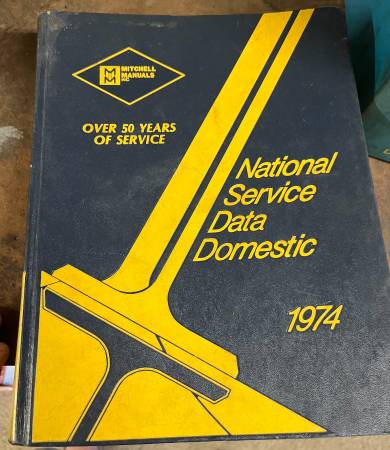 MITCHELL
MANUALS
INC
OVER 50 YEARS
OF SERVICE
National
Service
Data
Domestic
1974